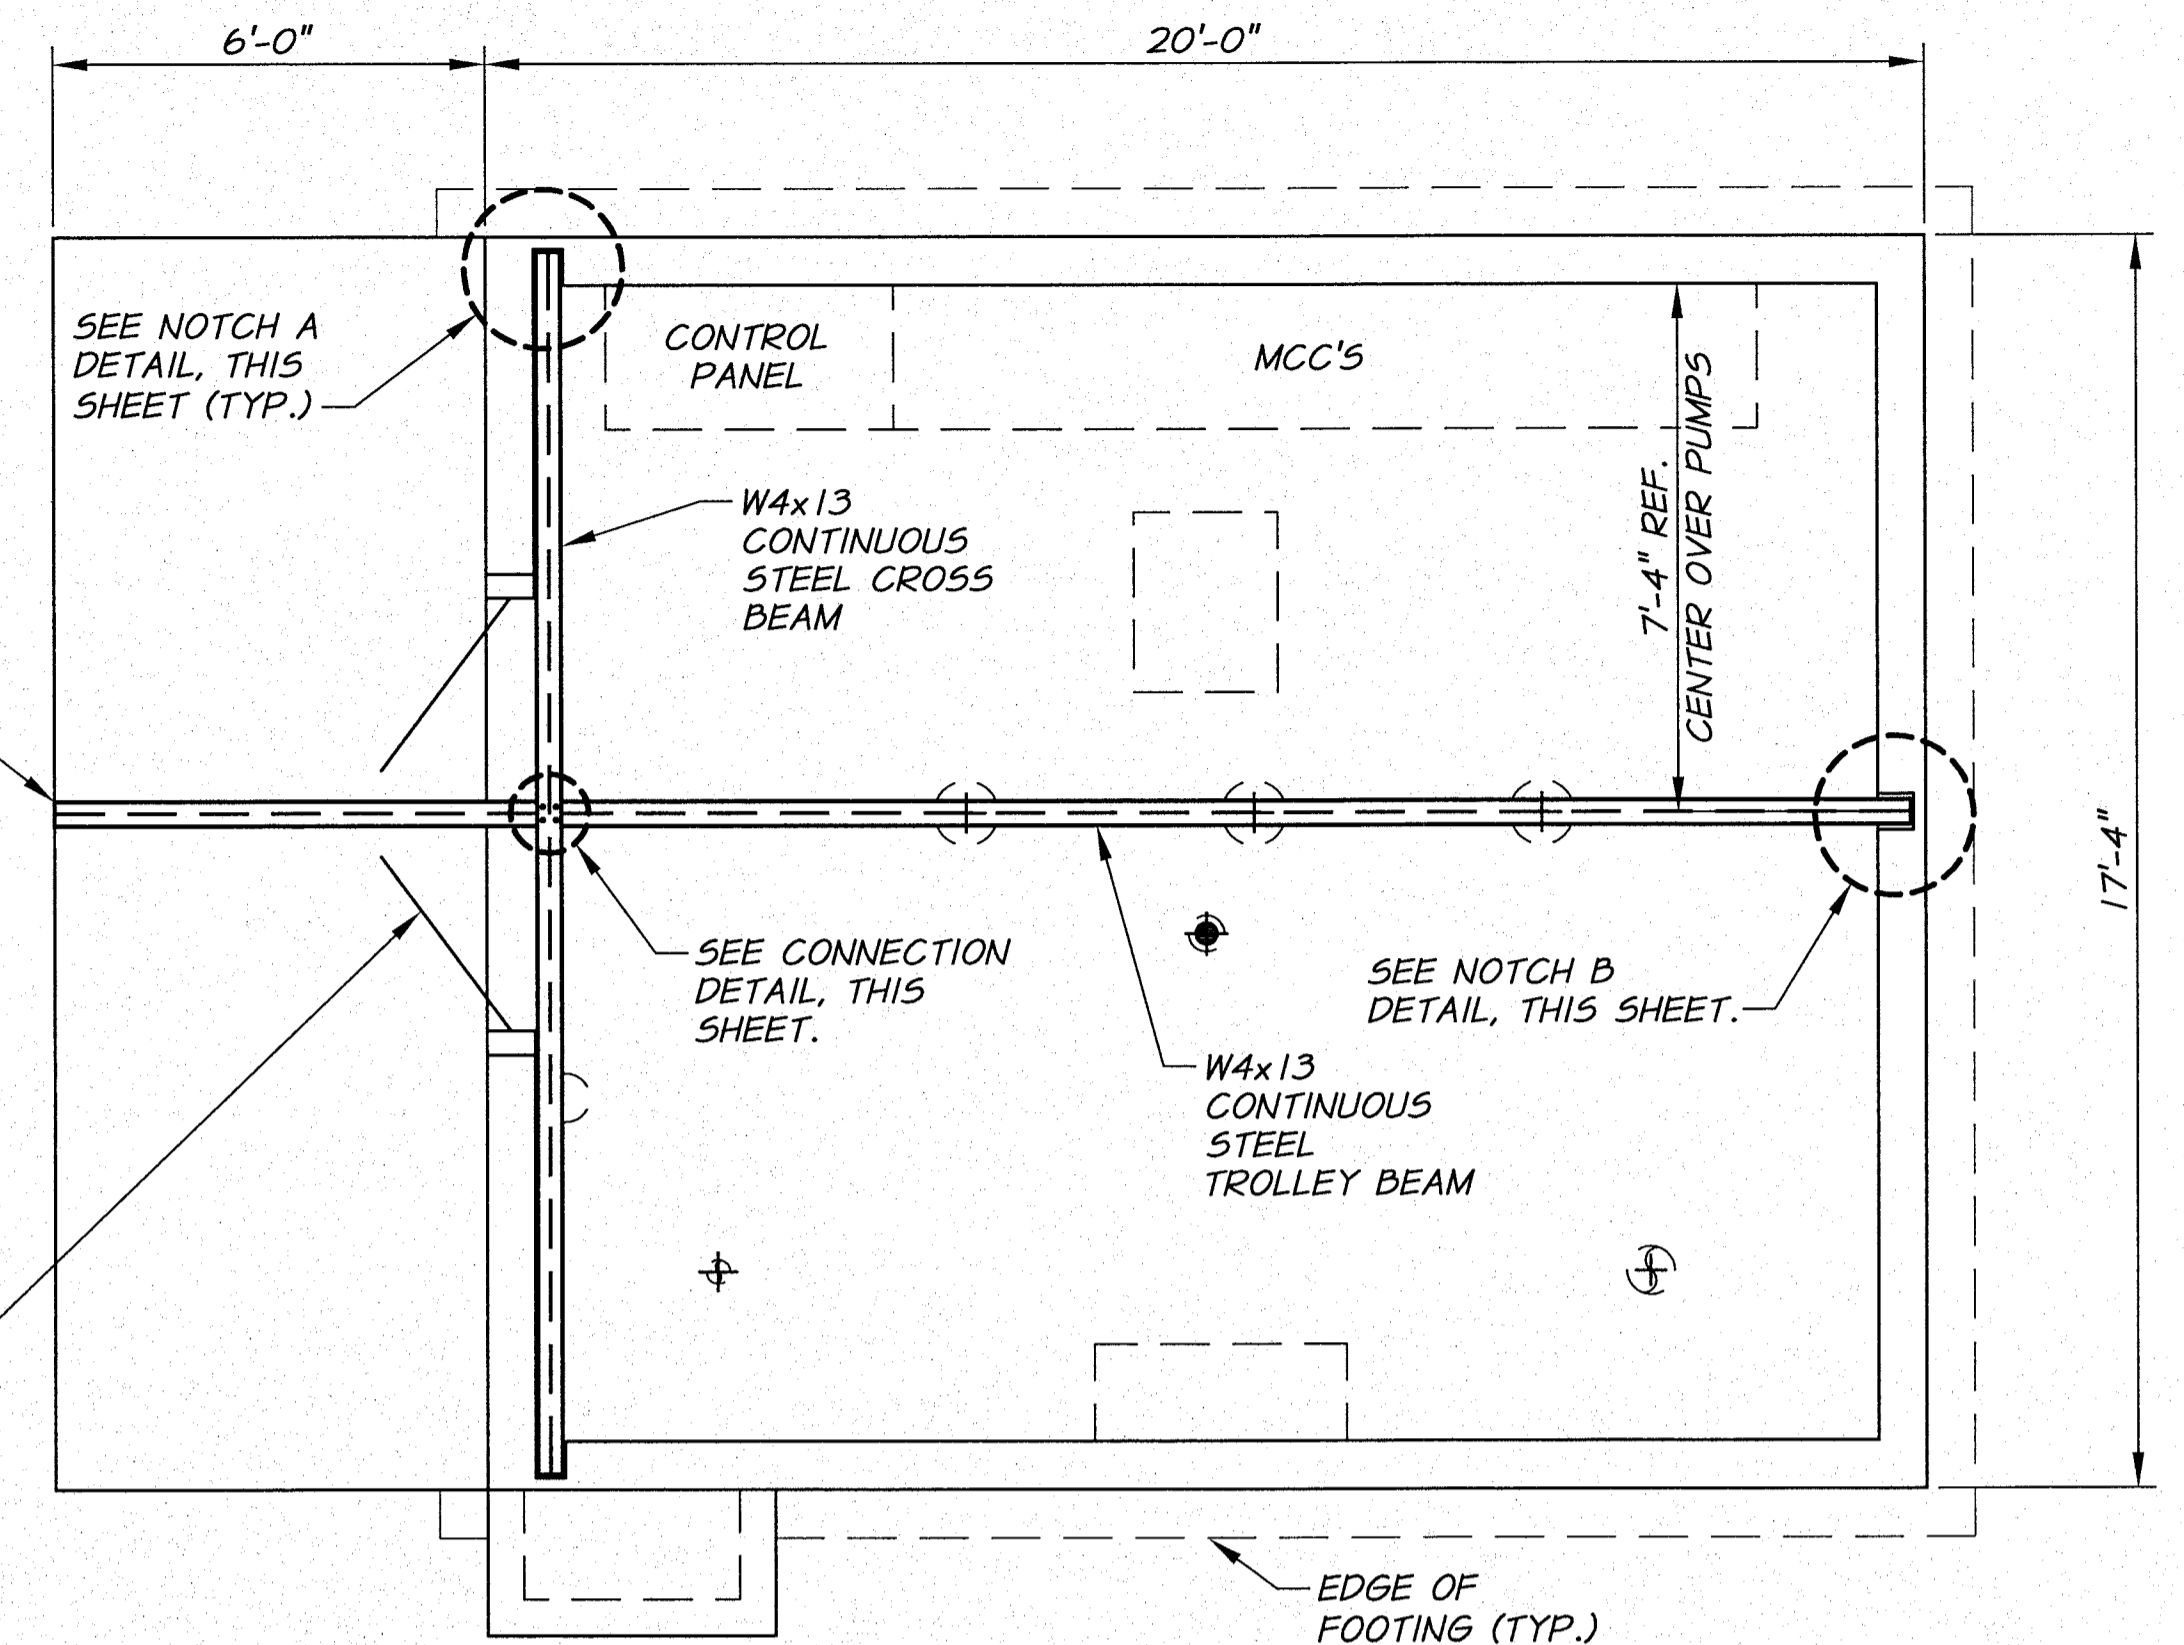 6'-0"
20'-0"
SEE NOTCH A
DETAIL, THIS
SHEET (TYP.)
CONTROL
PANEL
MCC'S
W4x13
CONTINUOUS
STEEL CROSS
BEAM
7'-4" REF.
CENTER OVER PUMPS
17'-4"
SEE CONNECTION
DETAIL, THIS
SHEET.
SEE NOTCH B
DETAIL, THIS SHEET.
W4x13
CONTINUOUS
STEEL
TROLLEY BEAM
EDGE OF
FOOTING (TYP.)